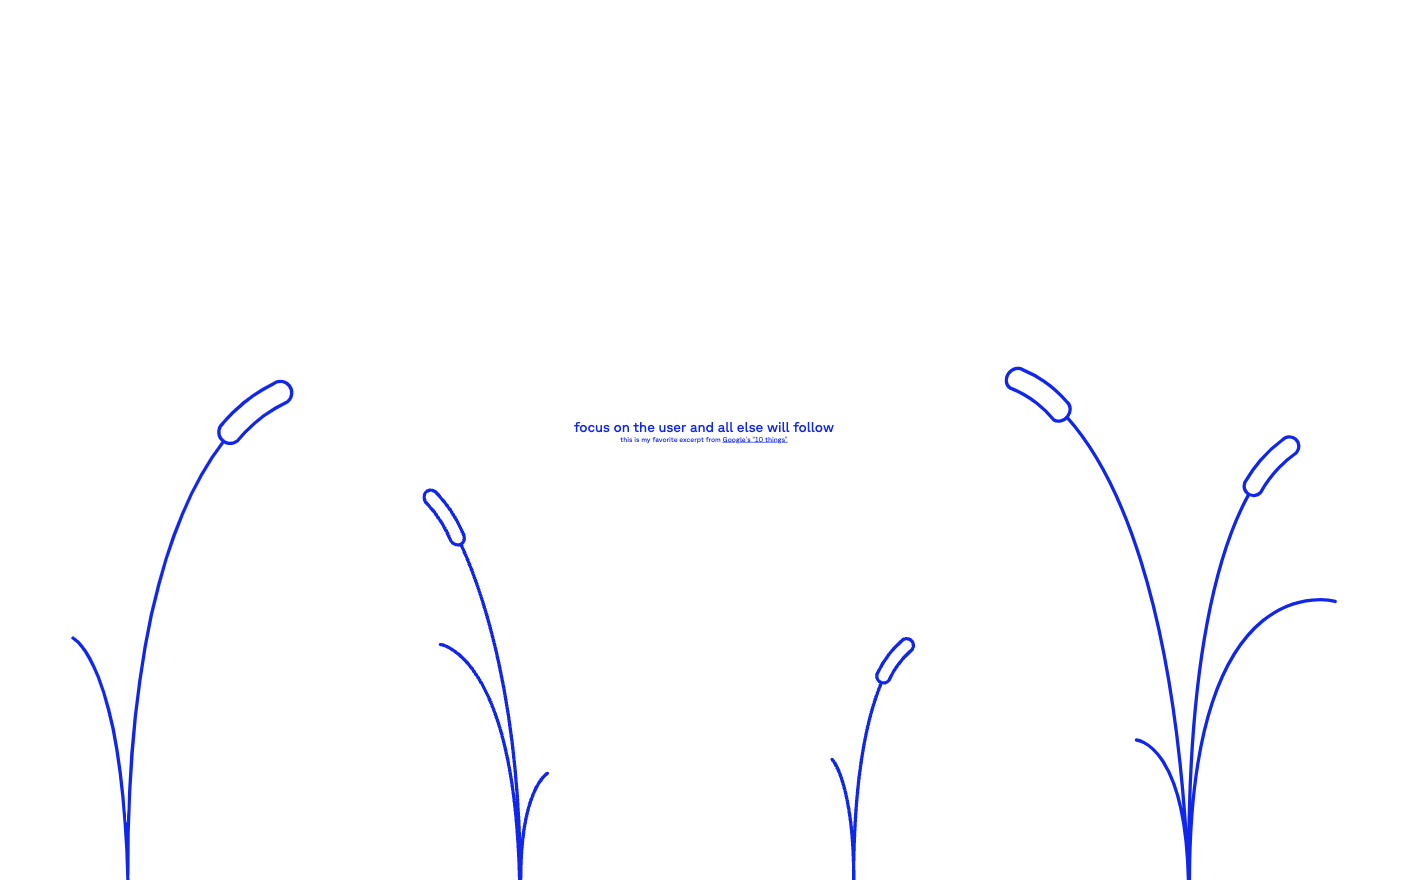 focus on the user and all else will follow
this is my favorite excerpt from Google's "10 things"